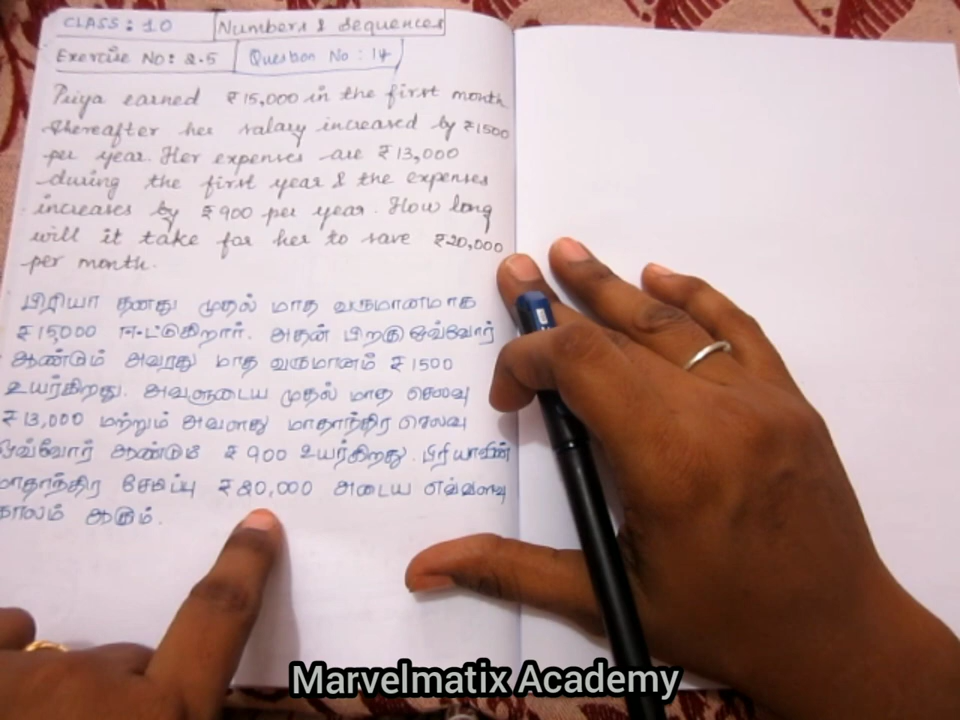 CLASS : 10 Numbers & Sequences
Exercise No: 2.5 Question No : 14
Priya earned ₹15,000 in the first month
thereafter her salary increased by ₹1500
per year. Her expenses are ₹13,000
during the first year & the expenses
increases by ₹900 per year. How long
will it take for her to save ₹20,000
per month.
பிரியா தனது முதல் மாத வருமானமாக
₹15,000 ஈட்டுகிறார். அதன் பிறகு ஒவ்வோர்
ஆண்டும் அவரது மாத வருமானம் ₹1500
உயர்கிறது. அவளுடைய முதல் மாத செலவு
₹13,000 மற்றும் அவளது மாதாந்திர செலவு
ஒவ்வோர் ஆண்டும் ₹900 உயர்கிறது. பிரியாவின்
மாதாந்திர சேமிப்பு ₹20,000 அடைய எவ்வளவு
காலம் ஆகும்.
Marvelmatix Academy